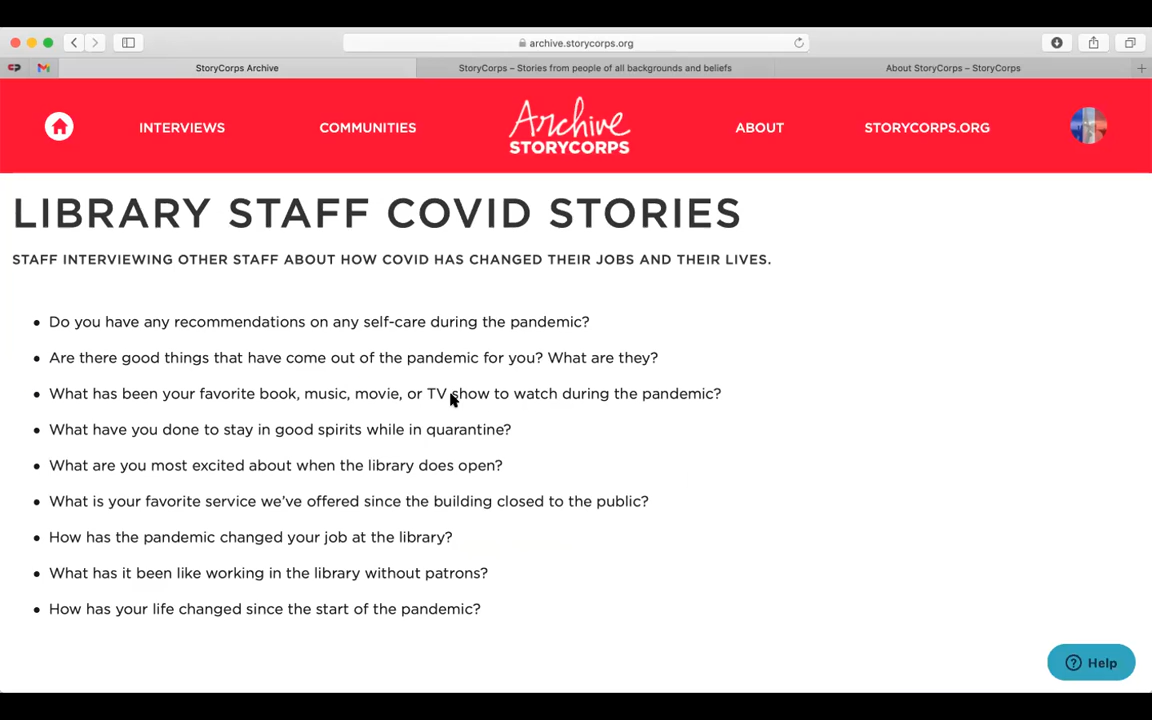 archive.storycorps.org
StoryCorps Archive
StoryCorps – Stories from people of all backgrounds and beliefs
About StoryCorps – StoryCorps
INTERVIEWS
COMMUNITIES
Archive
STORYCORPS
ABOUT
STORYCORPS.ORG
LIBRARY STAFF COVID STORIES
STAFF INTERVIEWING OTHER STAFF ABOUT HOW COVID HAS CHANGED THEIR JOBS AND THEIR LIVES.
• Do you have any recommendations on any self-care during the pandemic?
• Are there good things that have come out of the pandemic for you? What are they?
• What has been your favorite book, music, movie, or TV show to watch during the pandemic?
• What have you done to stay in good spirits while in quarantine?
• What are you most excited about when the library does open?
• What is your favorite service we've offered since the building closed to the public?
• How has the pandemic changed your job at the library?
• What has it been like working in the library without patrons?
• How has your life changed since the start of the pandemic?
Help